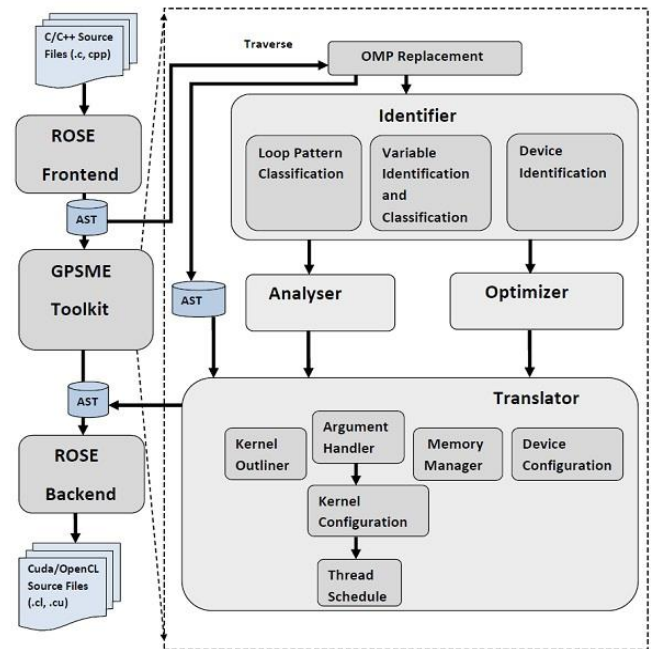 C/C++ Source
Files (.c, cpp)
ROSE
Frontend
AST
GPSME
Toolkit
AST
ROSE
Backend
Cuda/OpenCL
Source Files
(.cl, .cu)
Traverse
OMP Replacement
Identifier
Loop Pattern
Classification
Variable
Identification
and
Classification
Device
Identification
AST
Analyser
Optimizer
Translator
Kernel
Outliner
Argument
Handler
Memory
Manager
Device
Configuration
Kernel
Configuration
Thread
Schedule